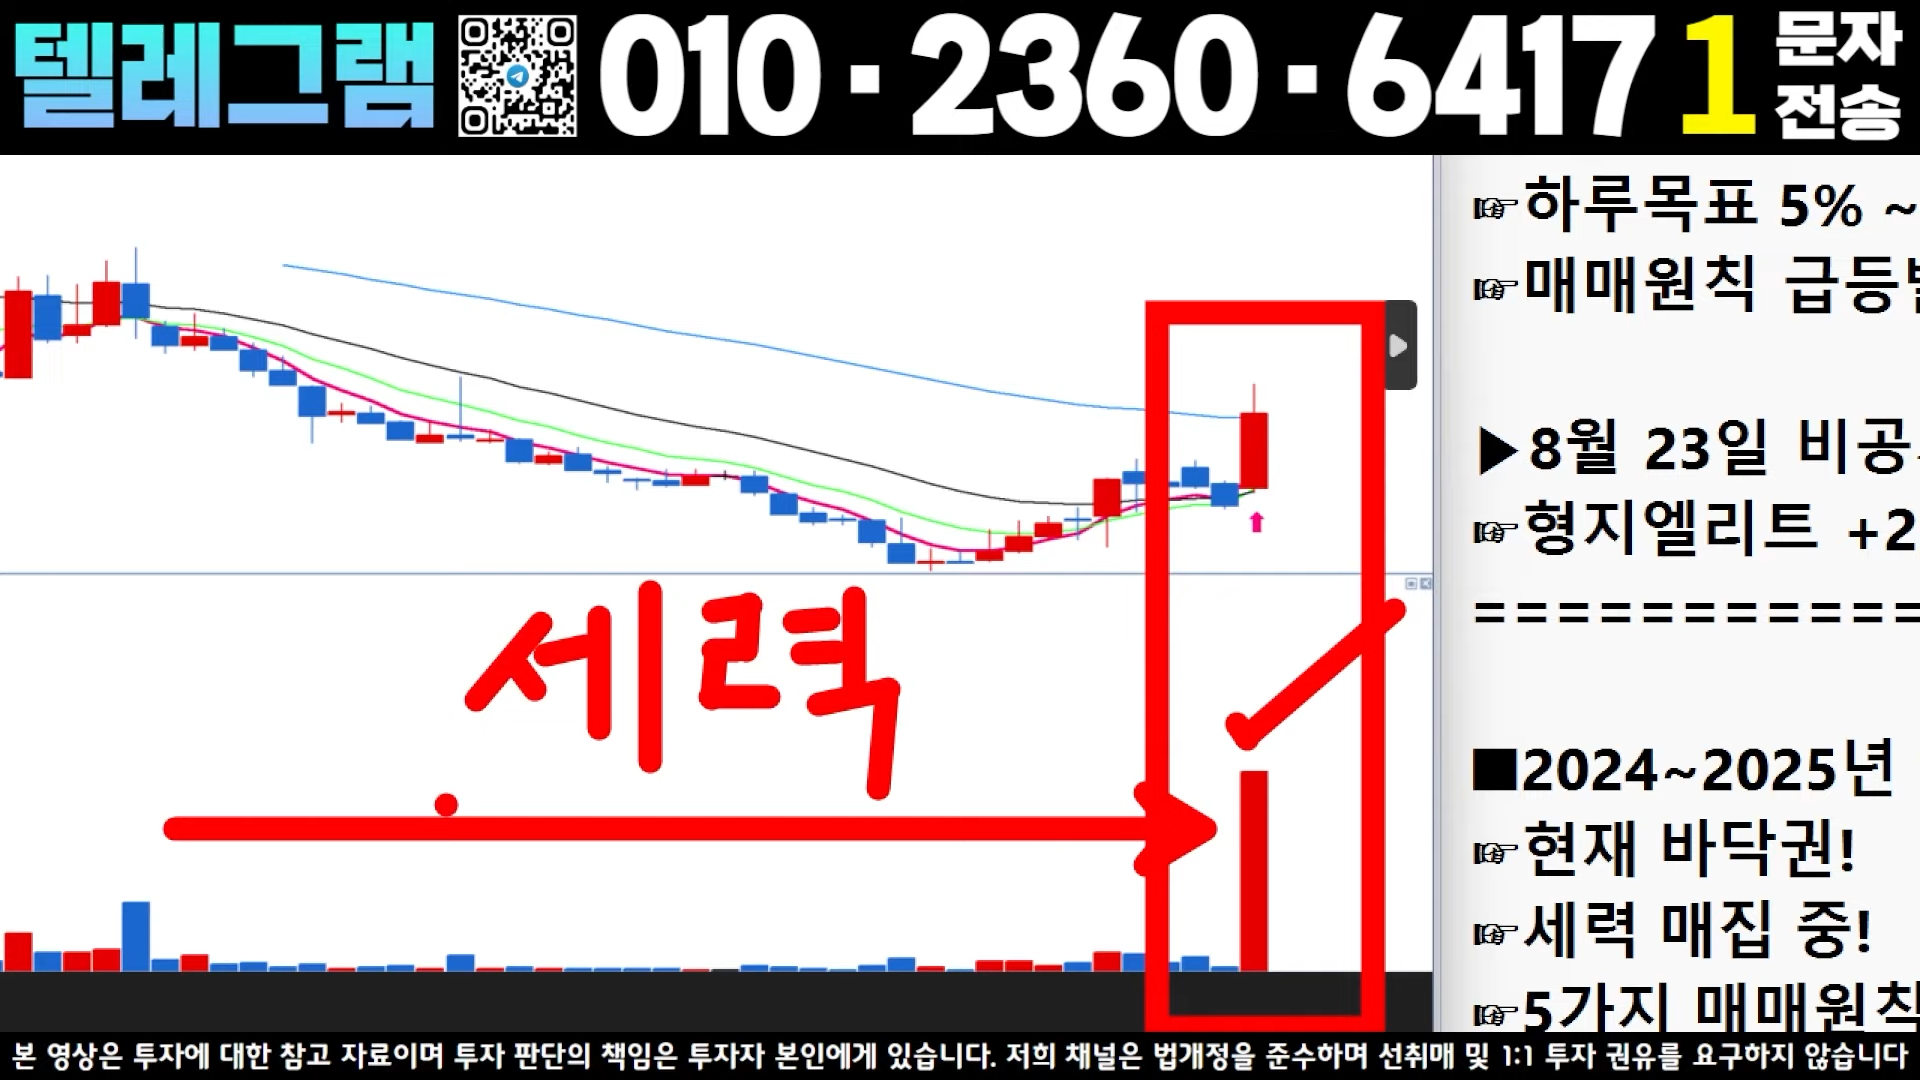 텔레그램 010·2360·6417 1 문자
전송
☞하루목표 5% ~
☞매매원칙 급등
▶8월 23일 비공
☞형지엘리트 +2
세력
============
■2024~2025년
☞현재 바닥권!
☞세력 매집 중!
☞5가지 매매원칙
본 영상은 투자에 대한 참고 자료이며 투자 판단의 책임은 투자자 본인에게 있습니다. 저희 채널은 법개정을 준수하며 선취매 및 1:1 투자 권유를 요구하지 않습니다